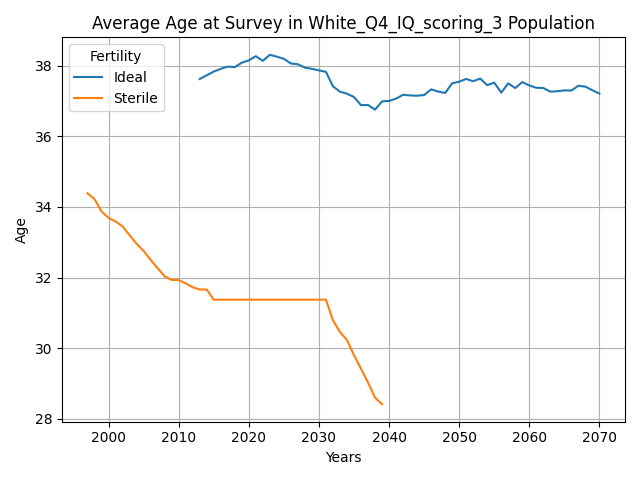 Average Age at Survey in White_Q4_IQ_scoring_3 Population
Fertility
Ideal
Sterile
Age
38
36
34
32
30
28
2000 2010 2020 2030 2040 2050 2060 2070
Years